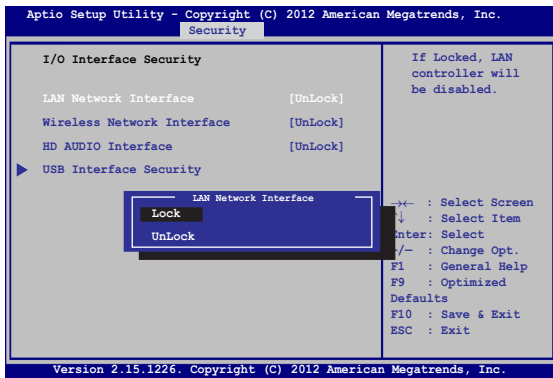 Aptio Setup Utility - Copyright (C) 2012 American Megatrends, Inc.
Security
I/O Interface Security
LAN Network Interface [UnLock]
Wireless Network Interface [UnLock]
HD AUDIO Interface [UnLock]
USB Interface Security
LAN Network Interface
Lock
UnLock
If Locked, LAN
controller will
be disabled.
→← : Select Screen
↑↓ : Select Item
Enter: Select
+/— : Change Opt.
F1 : General Help
F9 : Optimized
Defaults
F10 : Save & Exit
ESC : Exit
Version 2.15.1226. Copyright (C) 2012 American Megatrends, Inc.